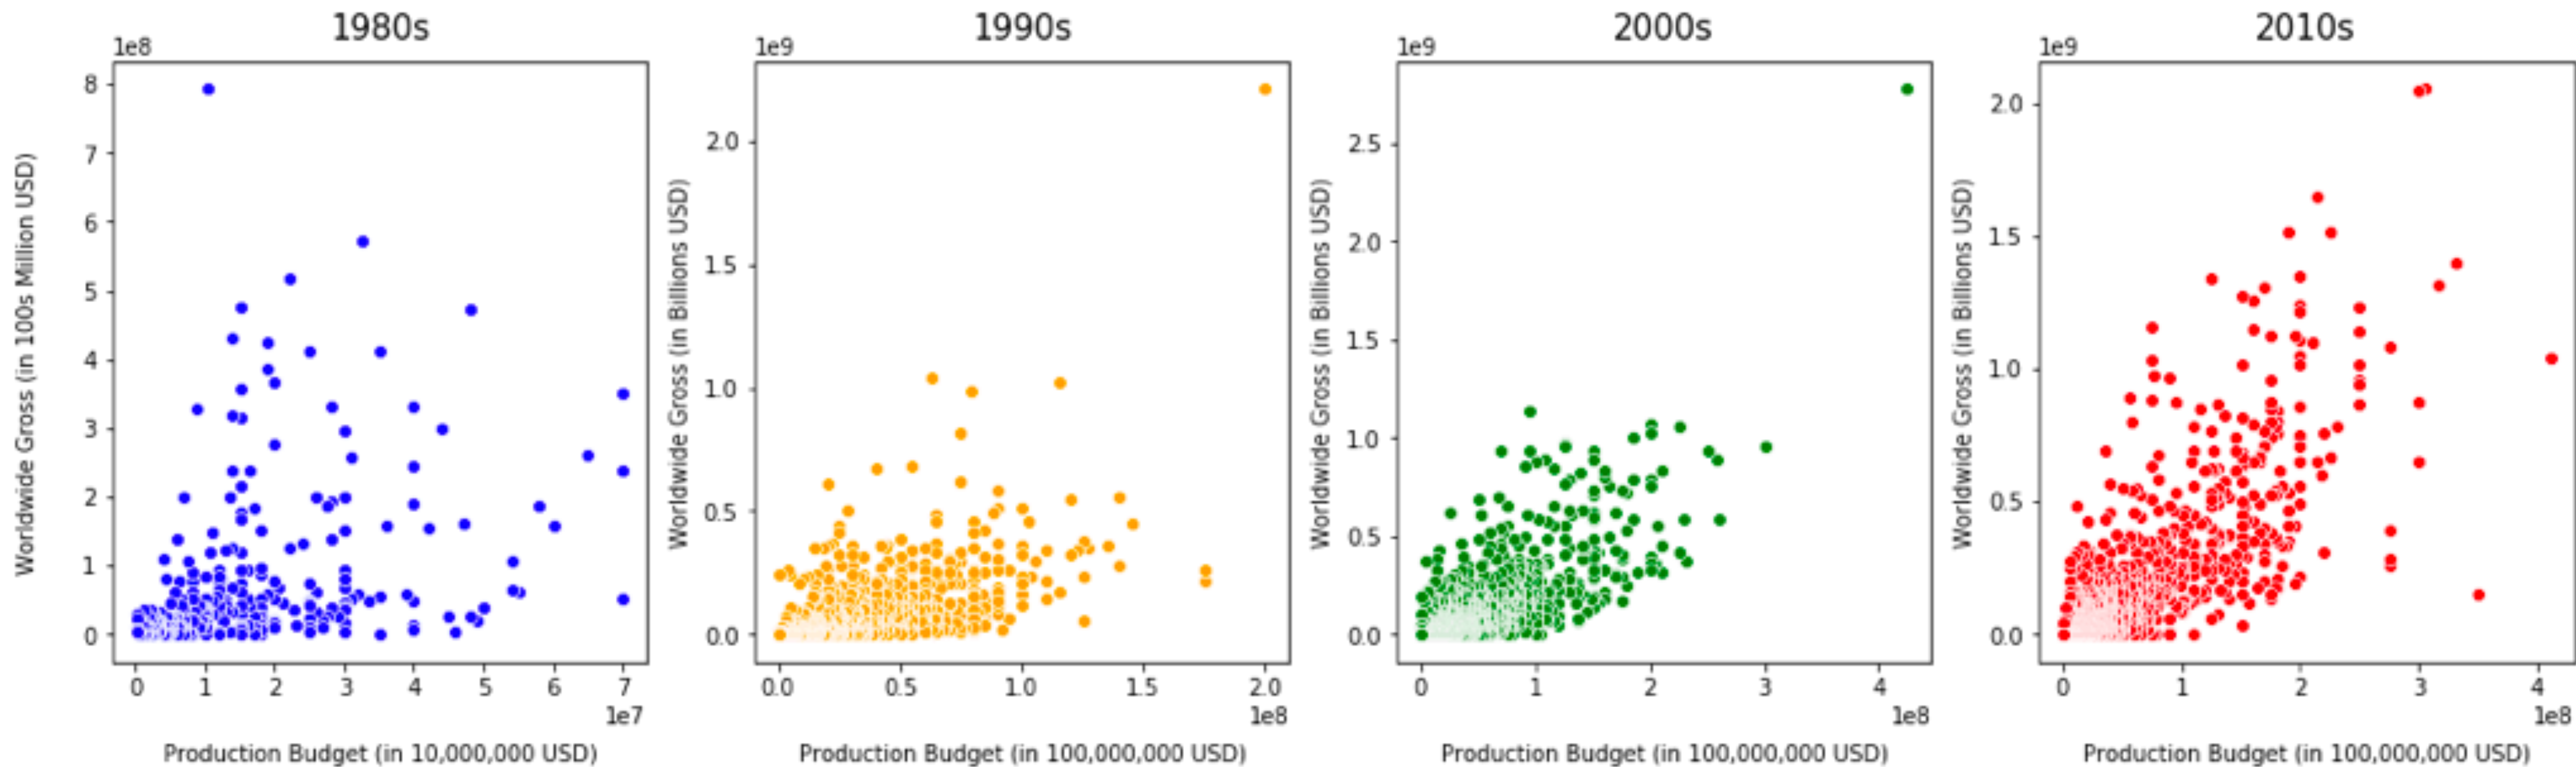 1980s
1e8
8
7
6
5
4
3
2
1
0
Worldwide Gross (in 100s Million USD)
0 1 2 3 4 5 6 7
1e7
Production Budget (in 10,000,000 USD)
1990s
1e9
2.0
1.5
1.0
0.5
0.0
Worldwide Gross (in Billions USD)
0.0 0.5 1.0 1.5 2.0
1e8
Production Budget (in 100,000,000 USD)
2000s
1e9
2.5
2.0
1.5
1.0
0.5
0.0
Worldwide Gross (in Billions USD)
0 1 2 3 4
1e8
Production Budget (in 100,000,000 USD)
2010s
1e9
2.0
1.5
1.0
0.5
0.0
Worldwide Gross (in Billions USD)
0 1 2 3 4
1e8
Production Budget (in 100,000,000 USD)